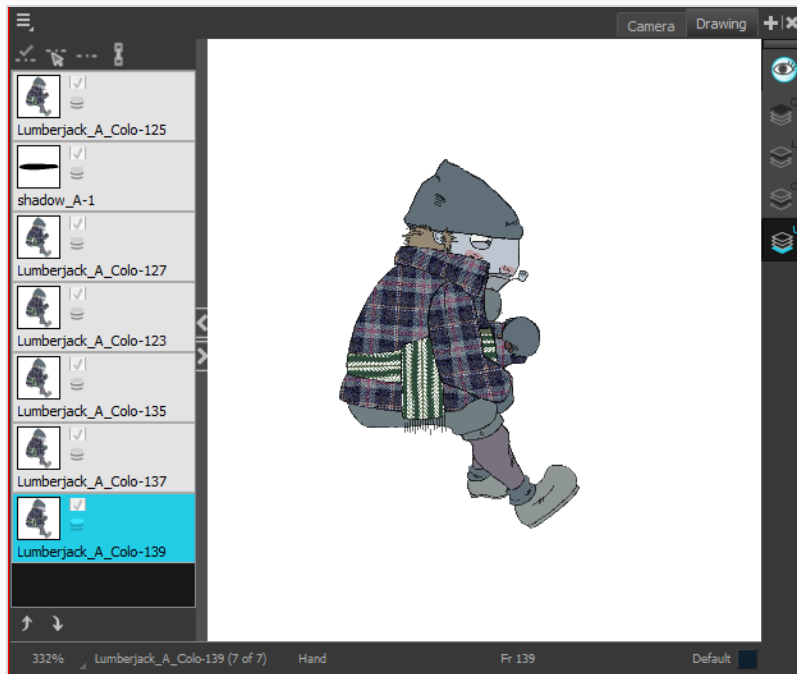 Camera
Drawing
Lumberjack_A_Colo-125
shadow_A-1
Lumberjack_A_Colo-127
Lumberjack_A_Colo-123
Lumberjack_A_Colo-135
Lumberjack_A_Colo-137
Lumberjack_A_Colo-139
332% Lumberjack_A_Colo-139 (7 of 7) Hand Fr 139 Default